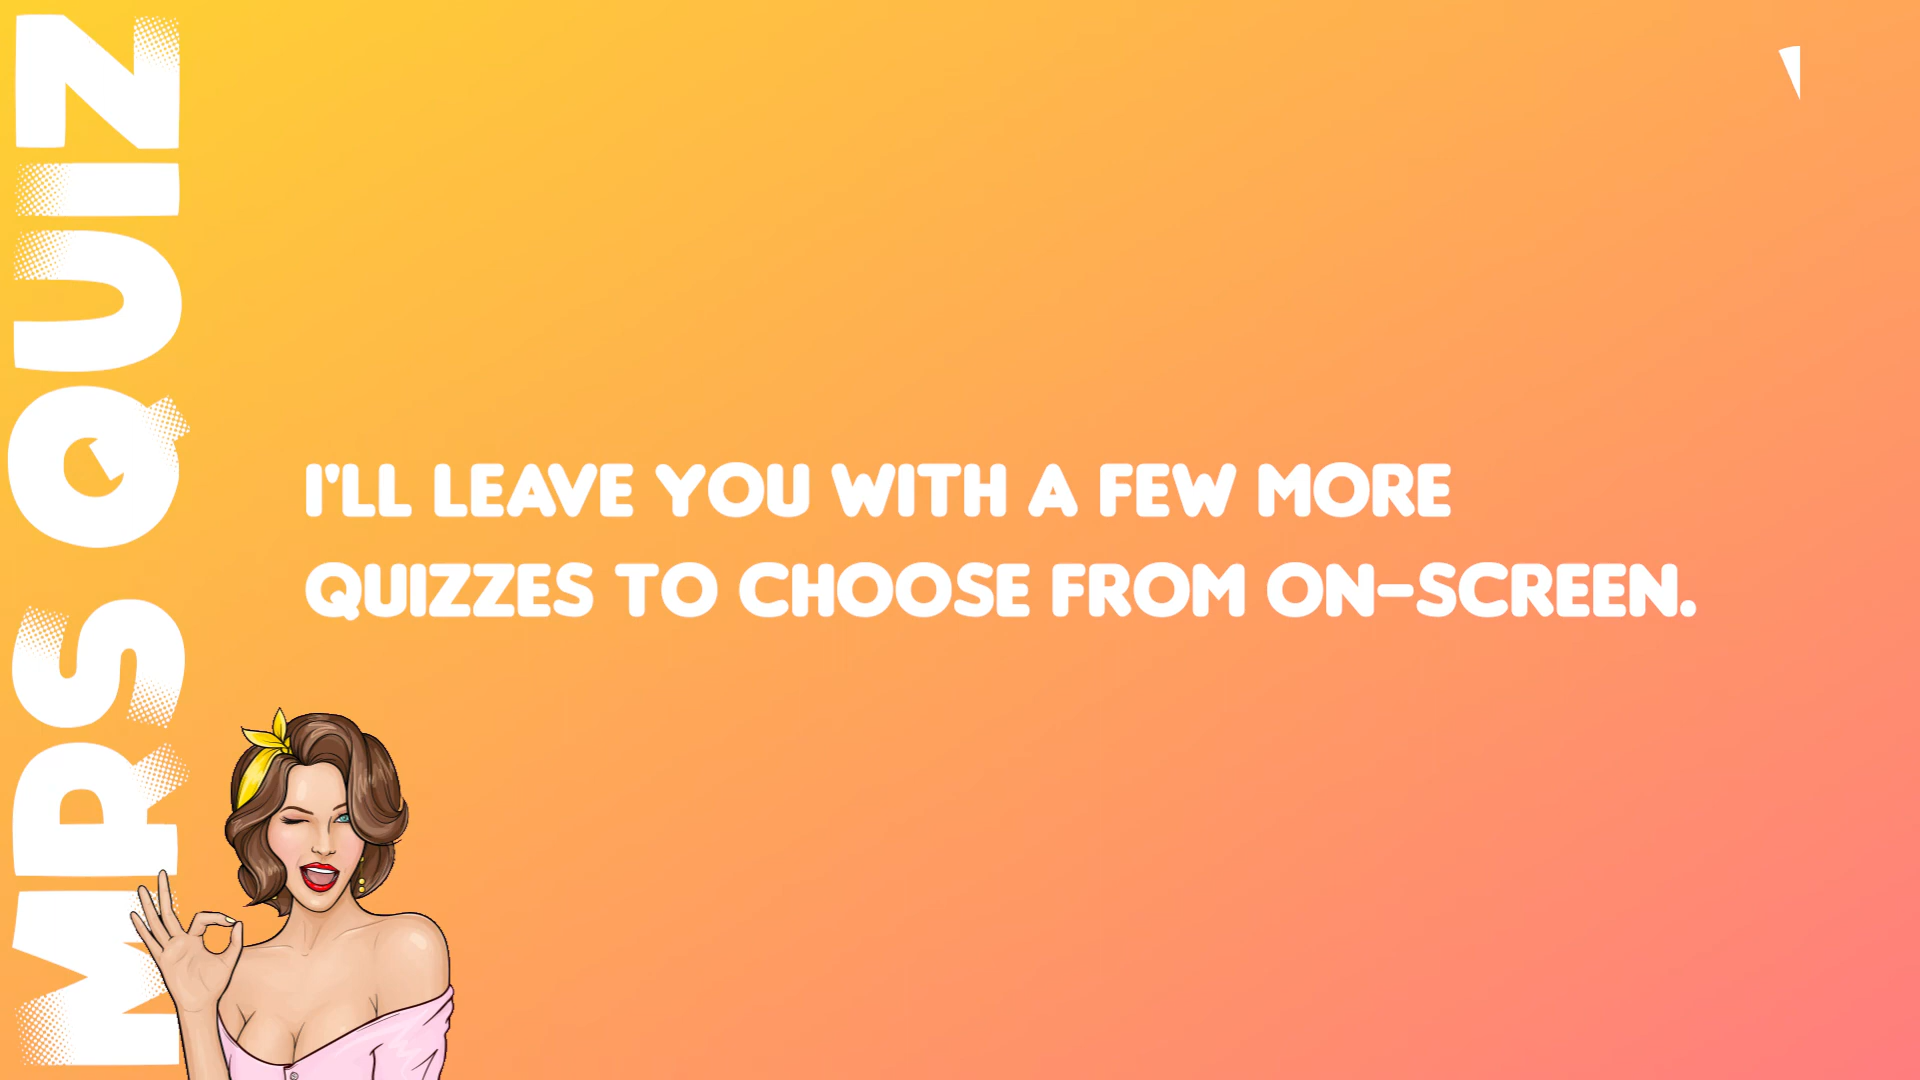 MRS QUIZ
I'LL LEAVE YOU WITH A FEW MORE
QUIZZES TO CHOOSE FROM ON-SCREEN.